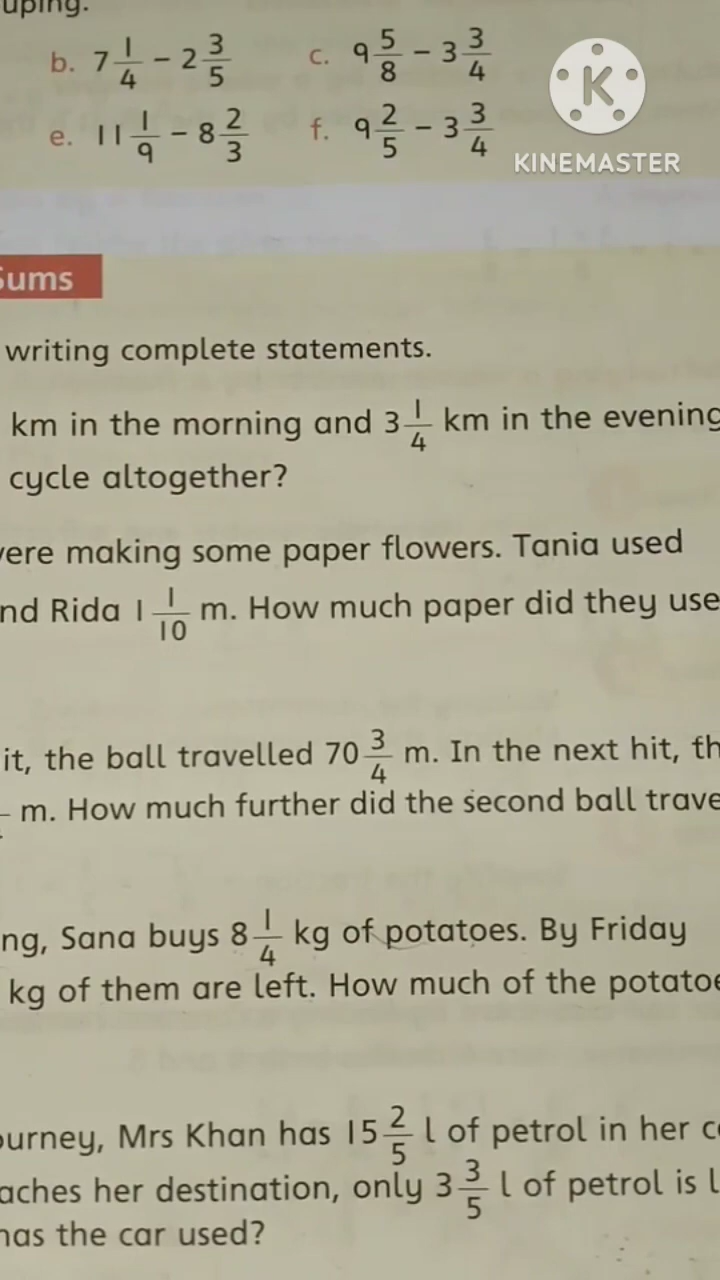 b. 7 1/4 – 2 3/5 c. 9 5/8 – 3 3/4
e. 11 1/9 – 8 2/3 f. 9 2/5 – 3 3/4
KINEMASTER
Sums
writing complete statements.
km in the morning and 3 1/4 km in the evening
cycle altogether?
were making some paper flowers. Tania used
and Rida 1 1/10 m. How much paper did they use
it, the ball travelled 70 3/4 m. In the next hit, th
m. How much further did the second ball trave
ng, Sana buys 8 1/4 kg of potatoes. By Friday
kg of them are left. How much of the potatoe
ourney, Mrs Khan has 15 2/5 l of petrol in her c
aches her destination, only 3 3/5 l of petrol is l
has the car used?